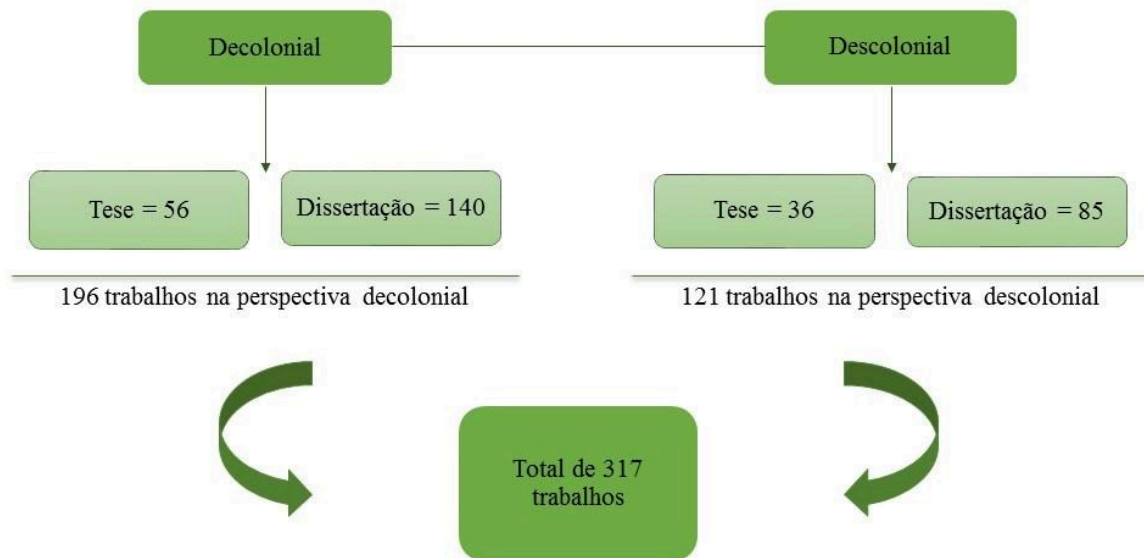 Decolonial
Descolonial
Tese = 56
Dissertação = 140
Tese = 36
Dissertação = 85
196 trabalhos na perspectiva decolonial
121 trabalhos na perspectiva descolonial
Total de 317
trabalhos